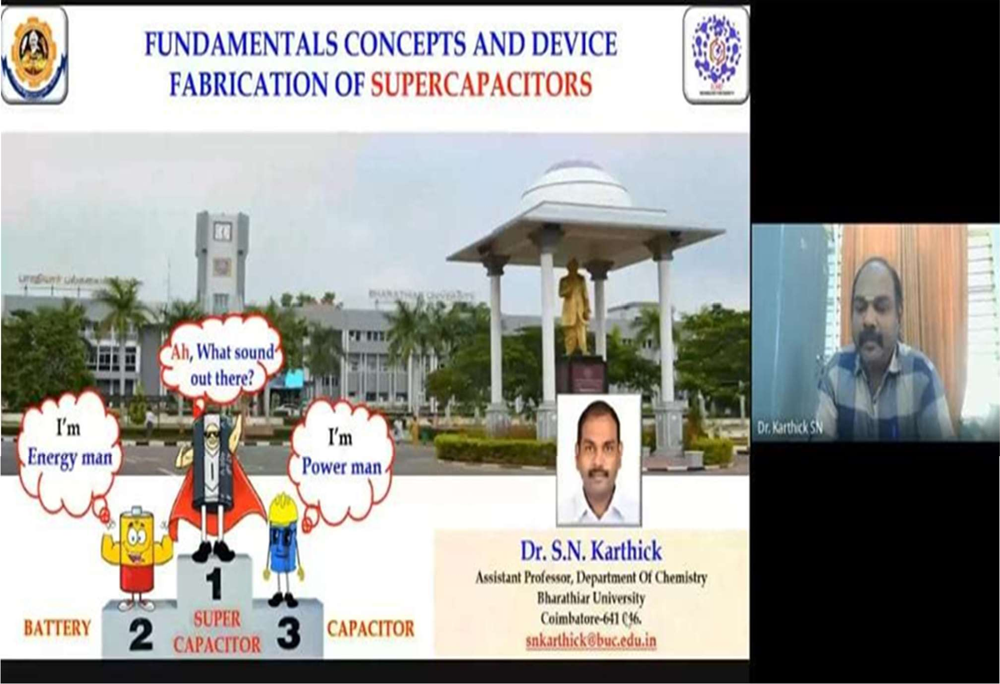 FUNDAMENTALS CONCEPTS AND DEVICE
FABRICATION OF SUPERCAPACITORS
BHARATHIAR UNIVERSITY
Ah, What sound
out there?
I'm
Energy man
I'm
Power man
1
SUPER
CAPACITOR
BATTERY
2
3
CAPACITOR
Dr. S.N. Karthick
Assistant Professor, Department Of Chemistry
Bharathiar University
Coimbatore-641 046.
snkarthick@buc.edu.in
Dr. Karthick SN